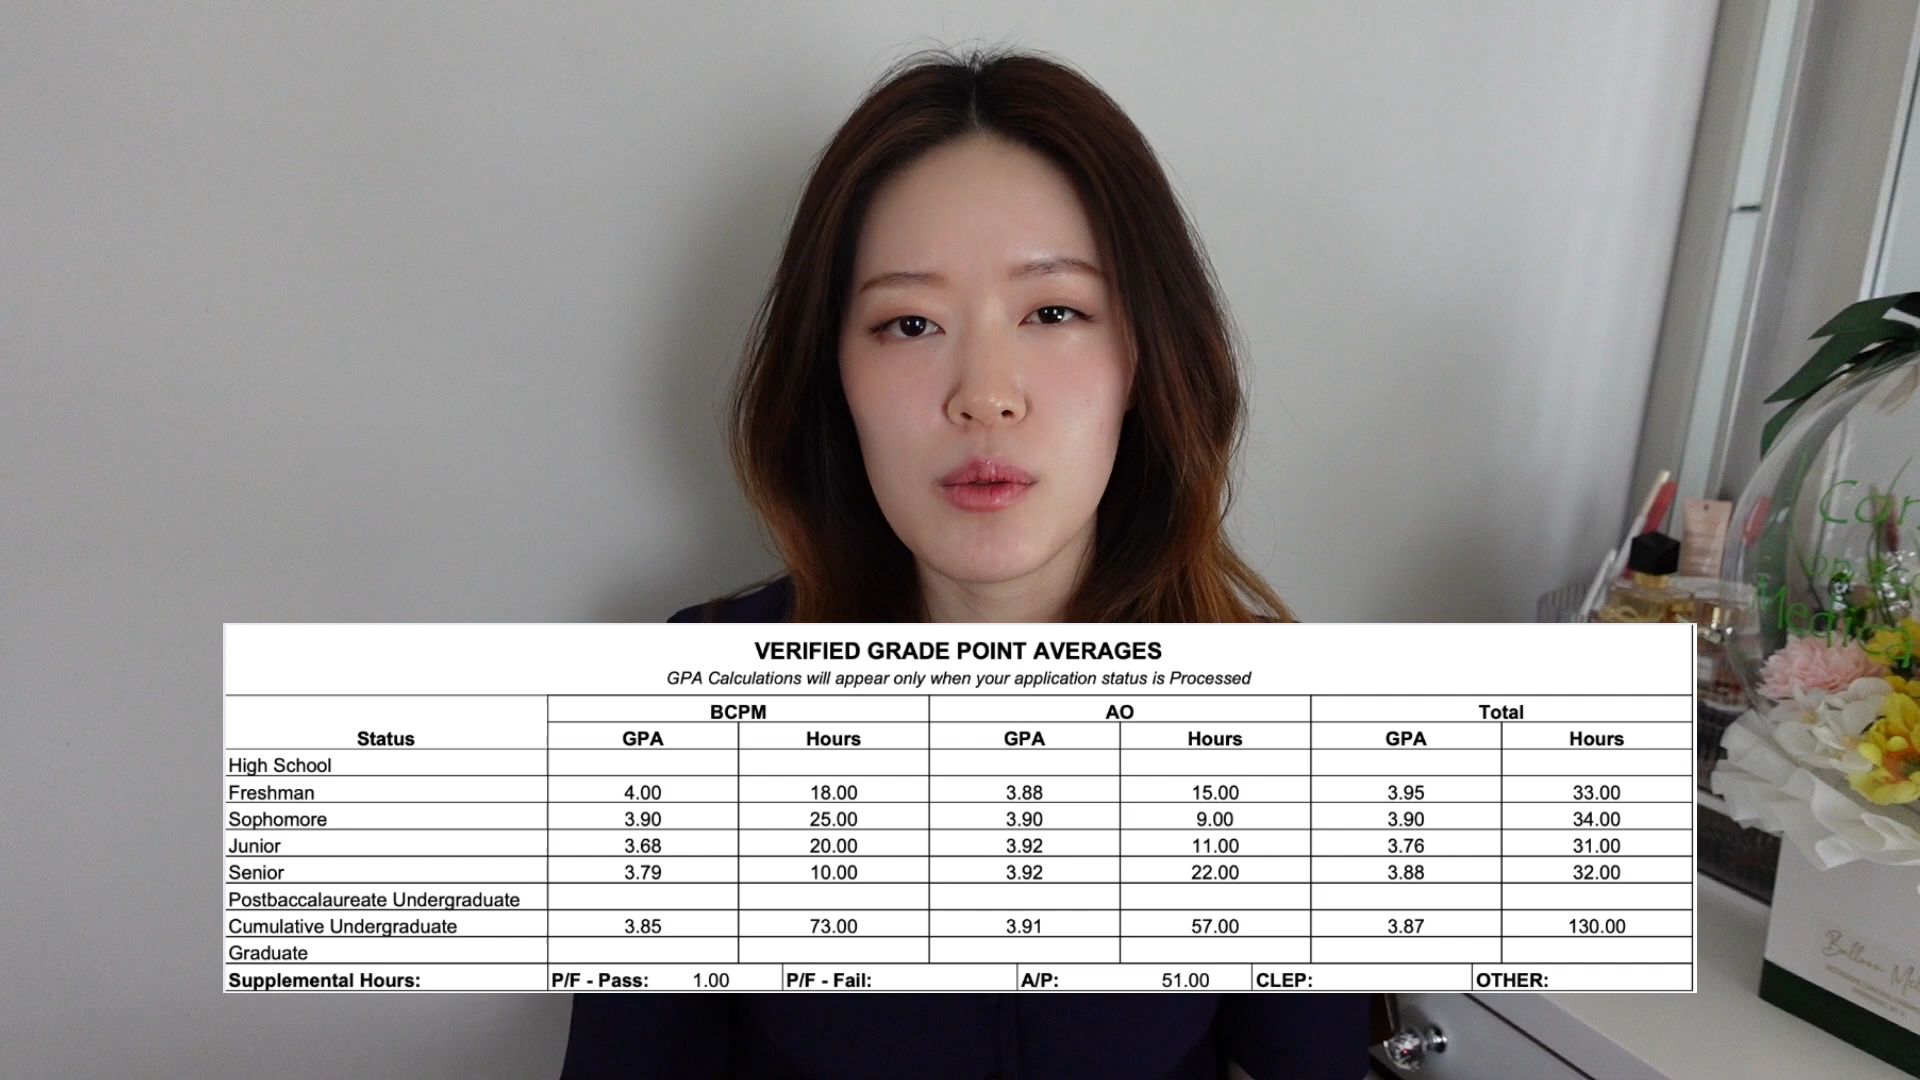 VERIFIED GRADE POINT AVERAGES
GPA Calculations will appear only when your application status is Processed
BCPM AO Total
Status GPA Hours GPA Hours GPA Hours
High School
Freshman 4.00 18.00 3.88 15.00 3.95 33.00
Sophomore 3.90 25.00 3.90 9.00 3.90 34.00
Junior 3.68 20.00 3.92 11.00 3.76 31.00
Senior 3.79 10.00 3.92 22.00 3.88 32.00
Postbaccalaureate Undergraduate
Cumulative Undergraduate 3.85 73.00 3.91 57.00 3.87 130.00
Graduate
Supplemental Hours: P/F - Pass: 1.00 P/F - Fail: A/P: 51.00 CLEP: OTHER:
Balloon